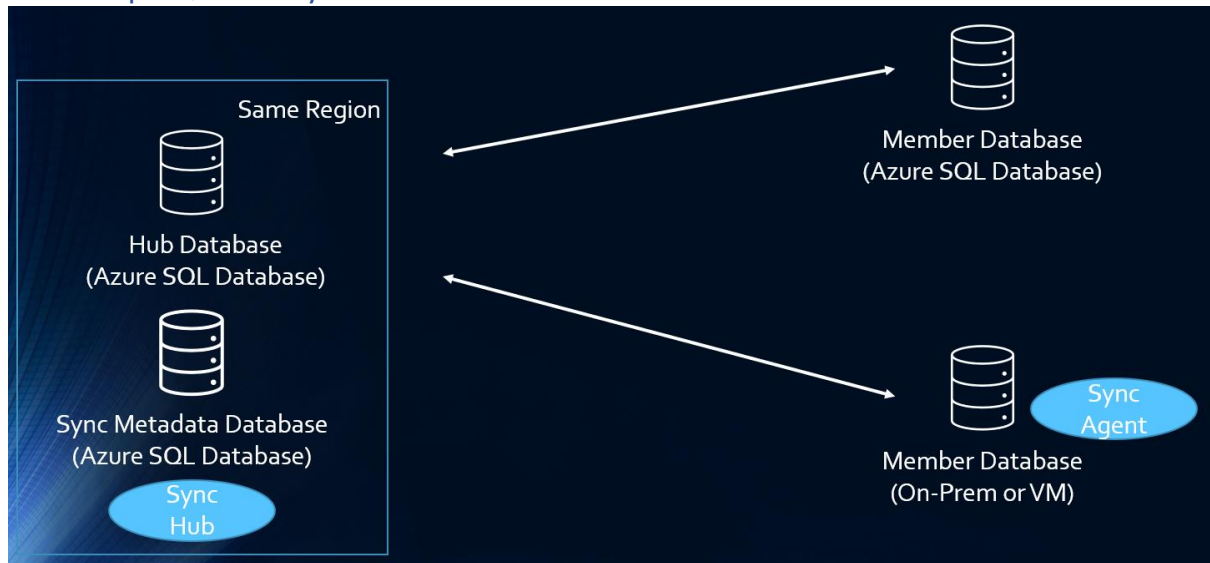 Same Region
Hub Database
(Azure SQL Database)
Sync Metadata Database
(Azure SQL Database)
Sync
Hub
Member Database
(Azure SQL Database)
Sync
Agent
Member Database
(On-Prem or VM)